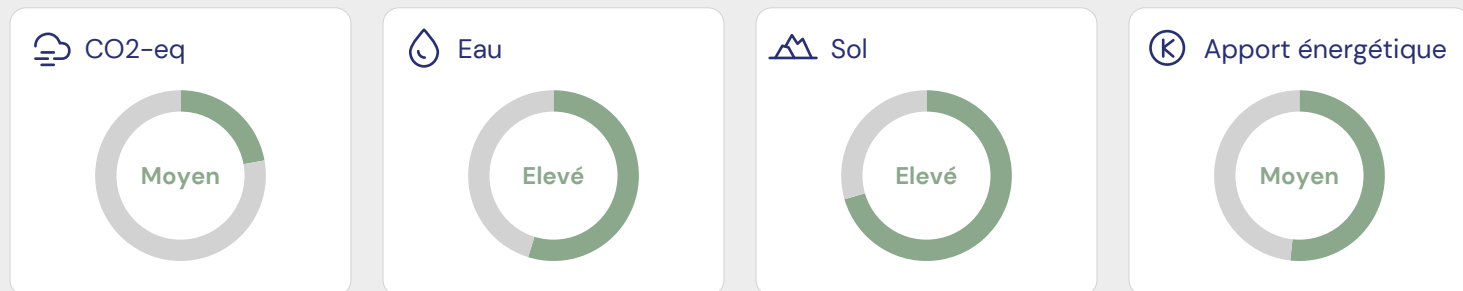 CO2-eq
Moyen
Eau
Elevé
Sol
Elevé
Apport énergétique
Moyen